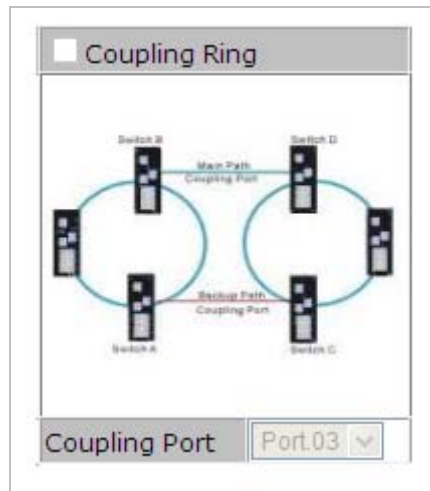 Coupling Ring
Switch B
Switch D
Main Path
Coupling Port
Backup Path
Coupling Port
Switch A
Switch C
Coupling Port
Port.03